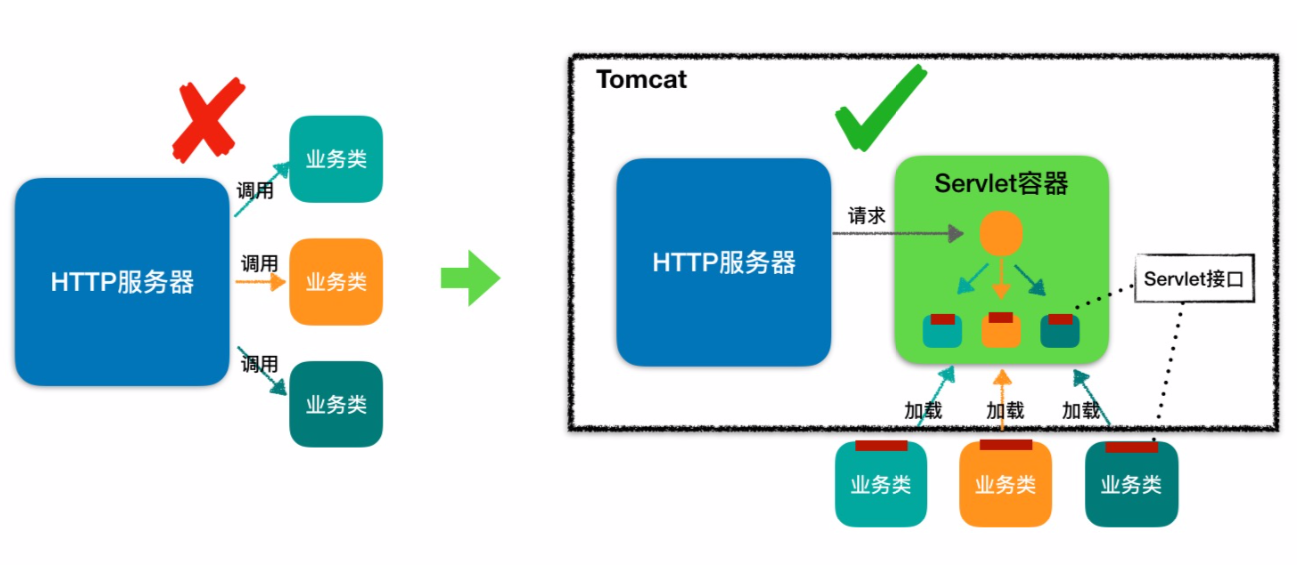 调用
业务类
HTTP服务器
调用
业务类
调用
业务类
Tomcat
HTTP服务器
请求
Servlet容器
Servlet接口
加载
加载
加载
业务类
业务类
业务类